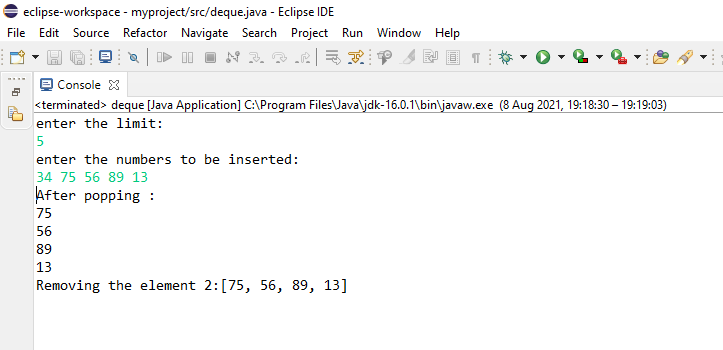 eclipse-workspace - myproject/src/deque.java - Eclipse IDE
File Edit Source Refactor Navigate Search Project Run Window Help
Console
<terminated> deque [Java Application] C:\Program Files\Java\jdk-16.0.1\bin\javaw.exe (8 Aug 2021, 19:18:30 – 19:19:03)
enter the limit:
5
enter the numbers to be inserted:
34 75 56 89 13
After popping :
75
56
89
13
Removing the element 2:[75, 56, 89, 13]